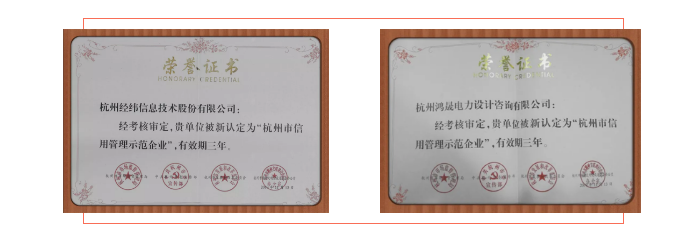 荣誉证书
HONORARY CREDENTIAL
杭州经纬信息技术股份有限公司：
经考核审定，贵单位被新认定为“杭州市信
用管理示范企业”，有效期三年。
荣誉证书
HONORARY CREDENTIAL
杭州鸿晟电力设计咨询有限公司：
经考核审定，贵单位被新认定为“杭州市信
用管理示范企业”，有效期三年。